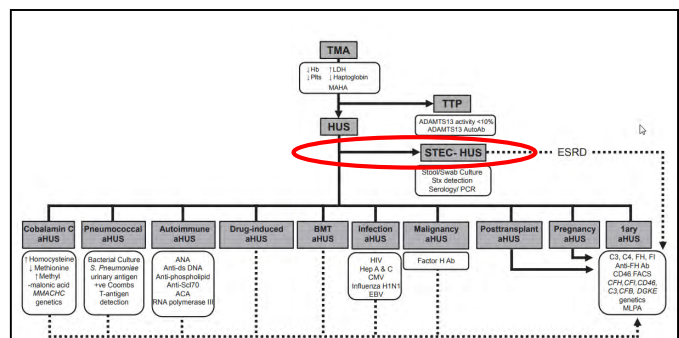 TMA
↓Hb ↑LDH
↓Plts ↓Haptoglobin
MAHA
TTP
ADAMTS13 activity <10%
ADAMTS13 AutoAb
HUS
STEC- HUS
ESRD
Stool/Swab Culture
Stx detection
Serology/ PCR
Cobalamin C
aHUS
↑Homocysteine
↓ Methionine
↑Methyl
-malonic acid
MMACHC
genetics
Pneumococcal
aHUS
Bacterial Culture
S. Pneumoniae
urinary antigen
+ve Coombs
T-antigen
detection
Autoimmune
aHUS
ANA
Anti-ds DNA
Anti-phospholipid
Anti-Scl70
ACA
RNA polymerase III
Drug-induced
aHUS
BMT
aHUS
Infection
aHUS
HIV
Hep A & C
CMV
Influenza H1N1
EBV
Malignancy
aHUS
Factor H Ab
Posttransplant
aHUS
Pregnancy
aHUS
1ary
aHUS
C3, C4, FH, FI
Anti-FH Ab
CD46 FACS
CFH,CFI,CD46,
C3,CFB, DGKE
genetics
MLPA